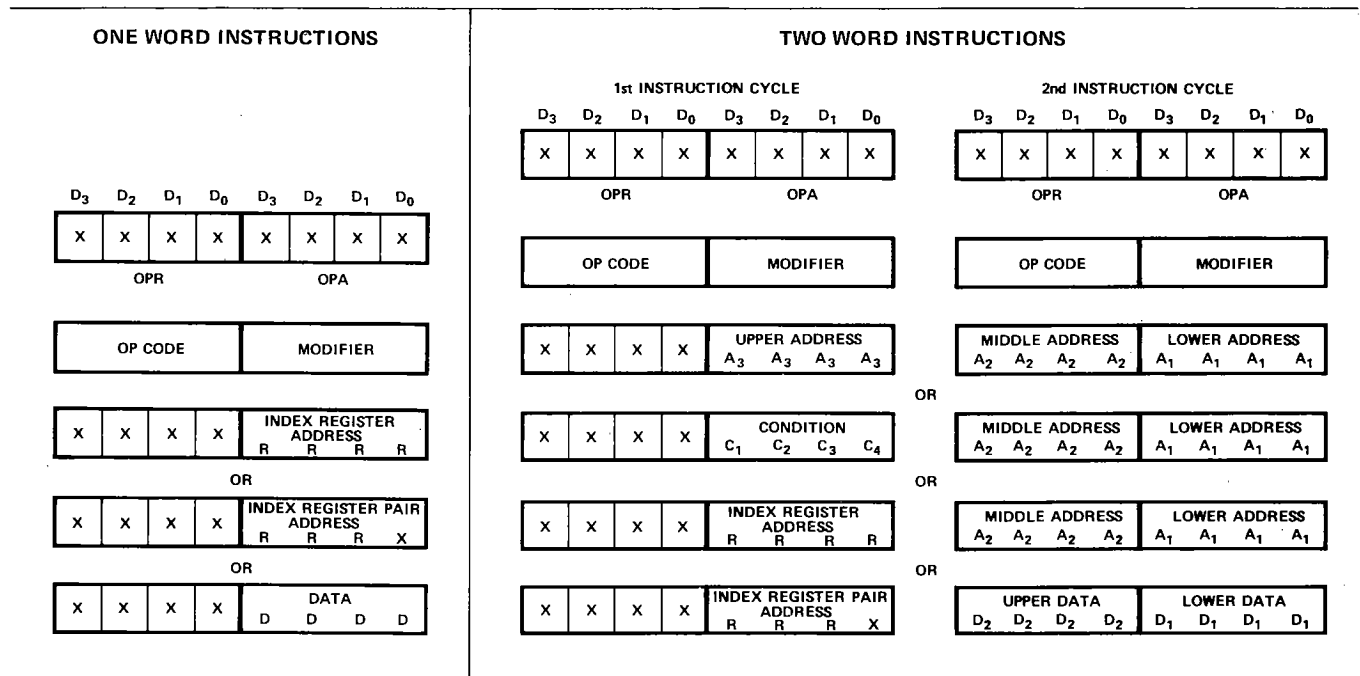 ONE WORD INSTRUCTIONS
D3 D2 D1 D0 D3 D2 D1 D0
X X X X X X X X
OPR OPA
OP CODE MODIFIER
X X X X INDEX REGISTER
ADDRESS
R R R R
OR
X X X X INDEX REGISTER PAIR
ADDRESS
R R R X
OR
X X X X DATA
D D D D
TWO WORD INSTRUCTIONS
1st INSTRUCTION CYCLE 2nd INSTRUCTION CYCLE
D3 D2 D1 D0 D3 D2 D1 D0 D3 D2 D1 D0 D3 D2 D1 D0
X X X X X X X X X X X X X X X X
OPR OPA OPR OPA
OP CODE MODIFIER OP CODE MODIFIER
X X X X UPPER ADDRESS MIDDLE ADDRESS LOWER ADDRESS
A3 A3 A3 A3 A2 A2 A2 A2 A1 A1 A1 A1
OR
X X X X CONDITION MIDDLE ADDRESS LOWER ADDRESS
C1 C2 C3 C4 A2 A2 A2 A2 A1 A1 A1 A1
OR
X X X X INDEX REGISTER MIDDLE ADDRESS LOWER ADDRESS
ADDRESS
R R R R A2 A2 A2 A2 A1 A1 A1 A1
OR
X X X X INDEX REGISTER PAIR UPPER DATA LOWER DATA
ADDRESS
R R R X D2 D2 D2 D2 D1 D1 D1 D1